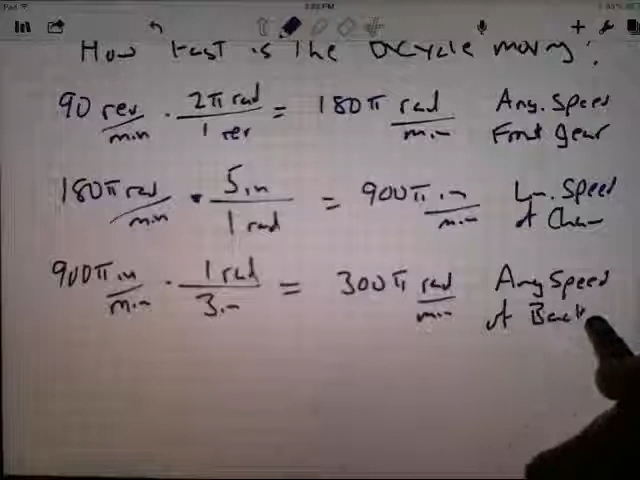 How fast is the bicycle moving?
90 rev/min · 2π rad/1 rev = 180π rad/min Ang. Speed Front Gear
180π rad/min · 5 in/1 rad = 900π in/min Lin. Speed of Chain
900π in/min · 1 rad/3 in = 300π rad/min Ang Speed of Back